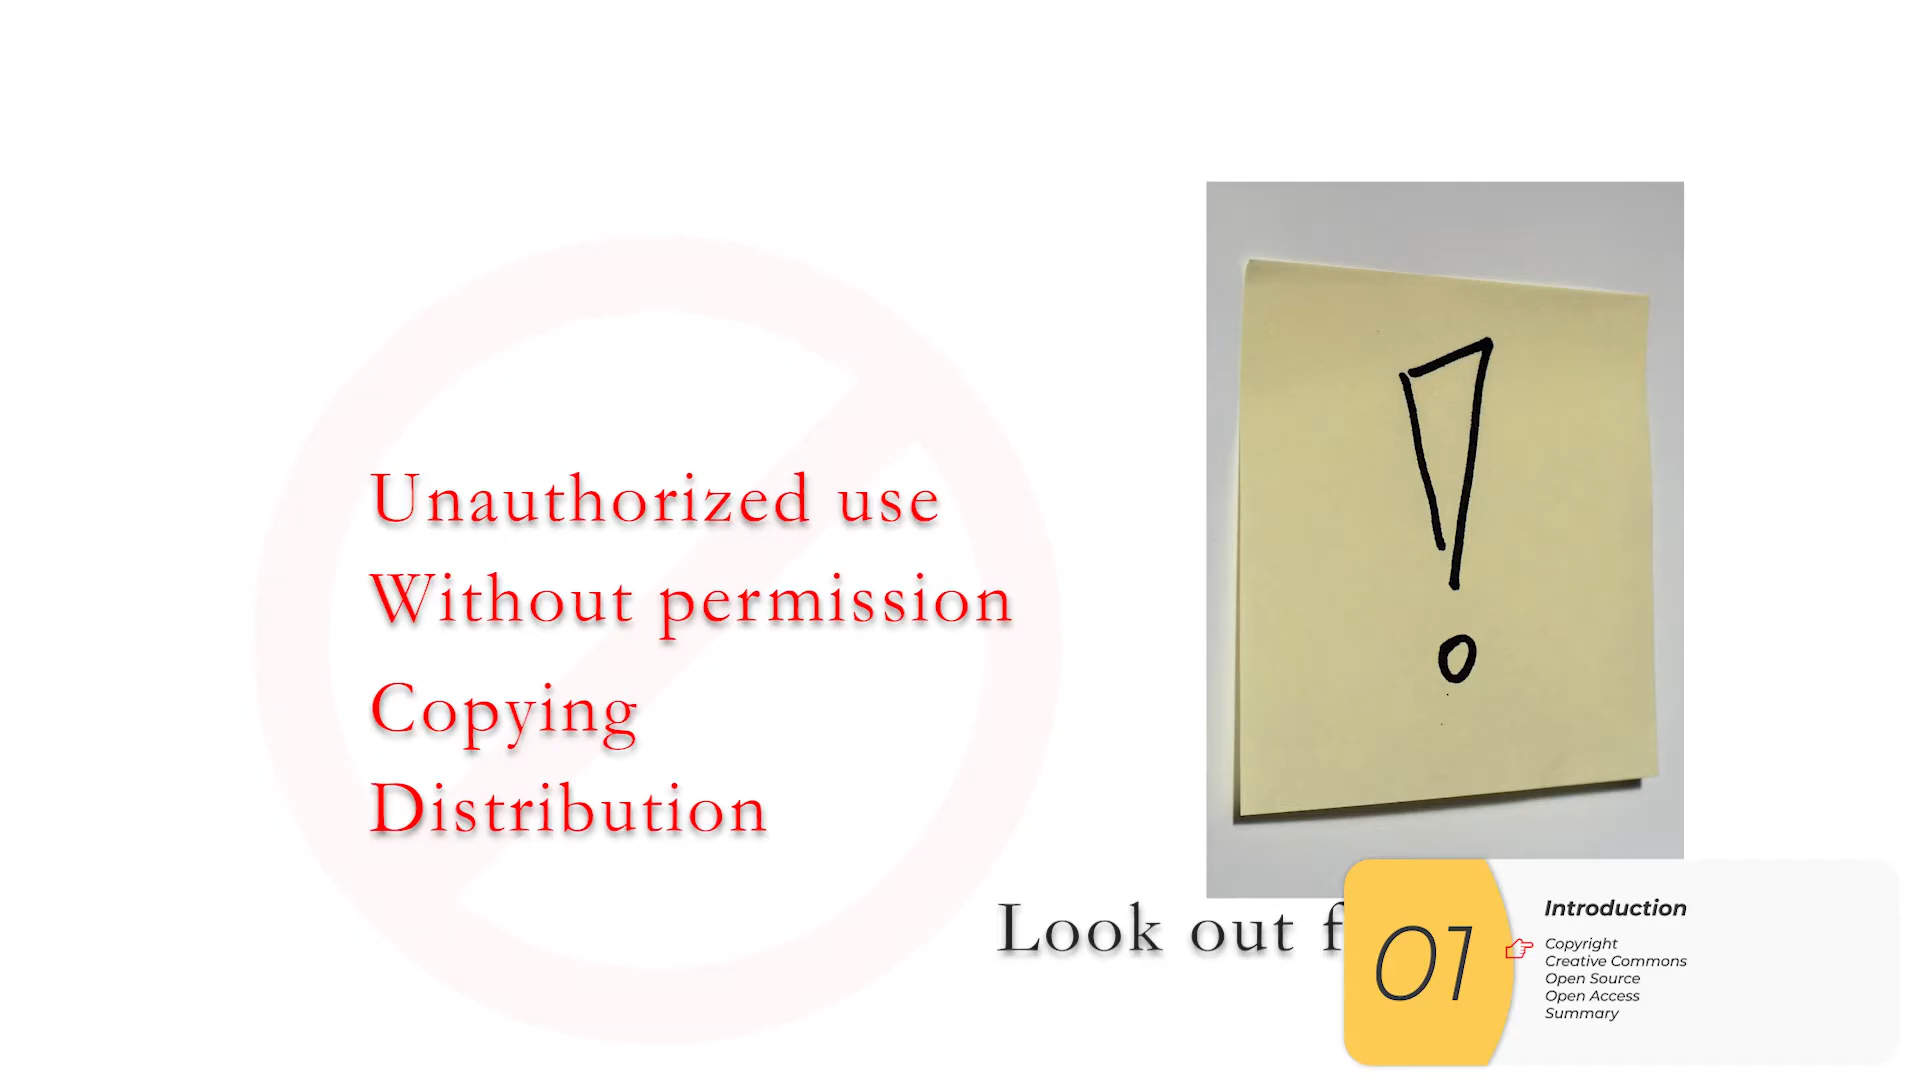 Unauthorized use
Without permission
Copying
Distribution
!
Look out
01
Introduction
Copyright
Creative Commons
Open Source
Open Access
Summary